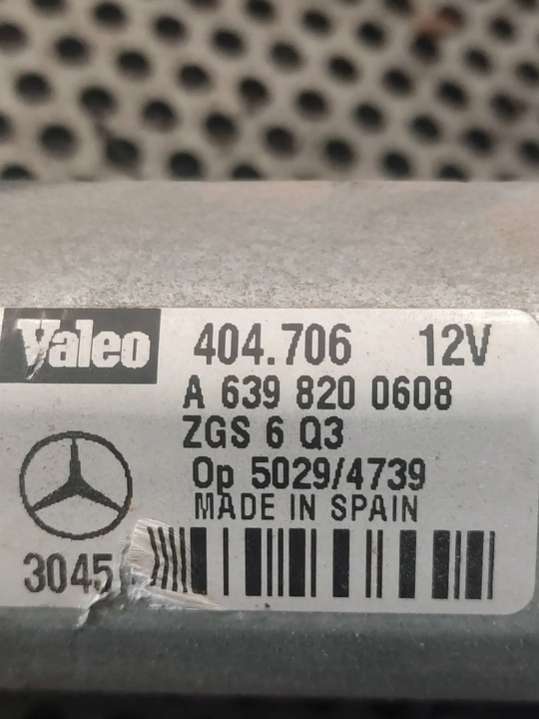 Valeo 404.706 12V
A 639 820 0608
ZGS 6 Q3
Op 5029/4739
MADE IN SPAIN
3045